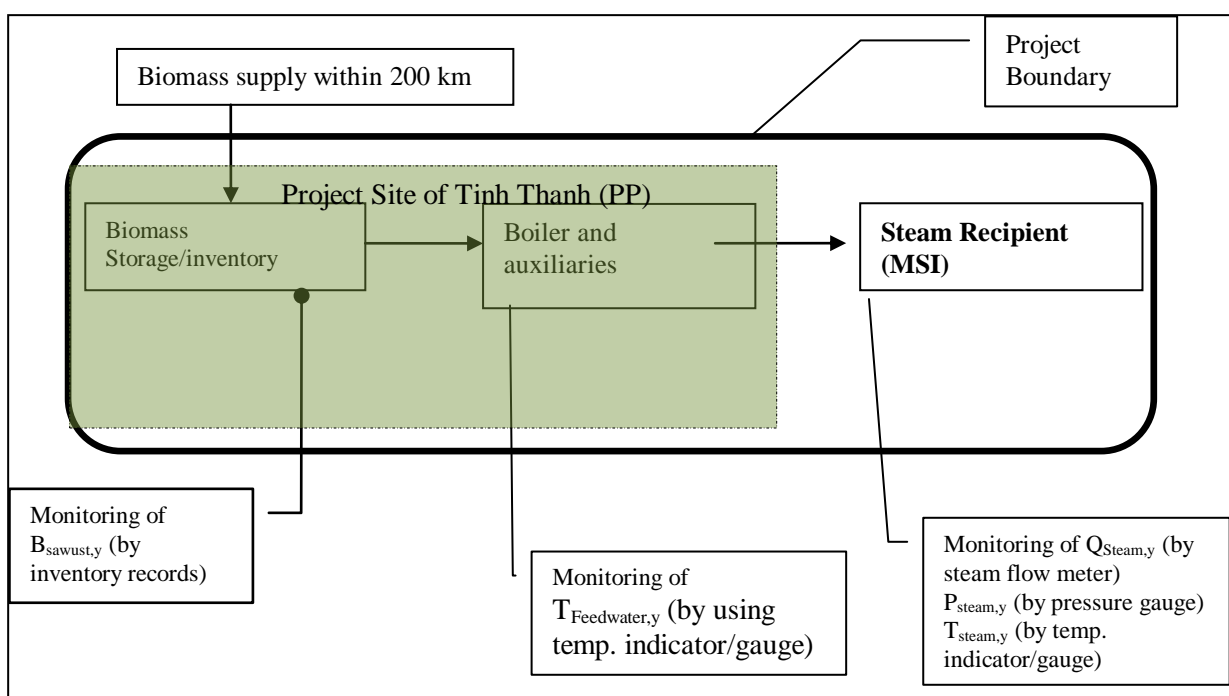 Project
Boundary
Biomass supply within 200 km
Project Site of Tinh Thanh (PP)
Biomass
Storage/inventory
Boiler and
auxiliaries
Steam Recipient
(MSI)
Monitoring of
Bsawust,y (by
inventory records)
Monitoring of
TFeedwater,y (by using
temp. indicator/gauge)
Monitoring of QSteam,y (by
steam flow meter)
Psteam,y (by pressure gauge)
Tsteam,y (by temp.
indicator/gauge)